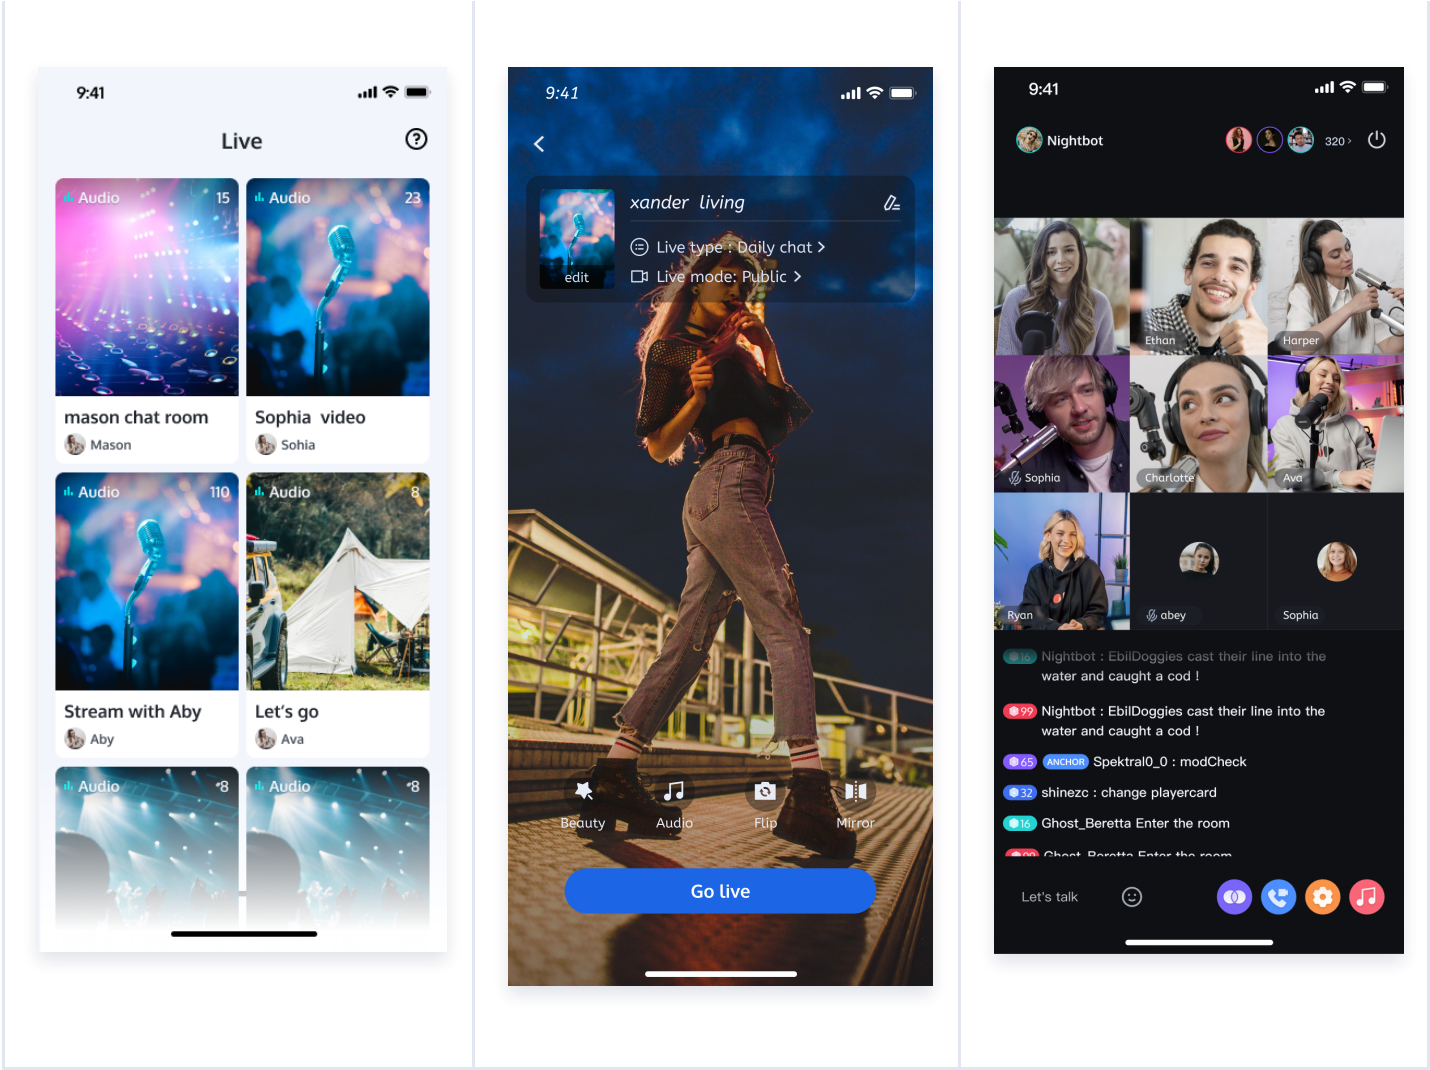 9:41
Live
Audio 15
Audio 23
mason chat room
Mason
Sophia video
Sohia
Audio 110
Audio 8
Stream with Aby
Aby
Let's go
Ava
Audio 8
Audio 8
9:41
xander living
Live type : Daily chat
Live mode: Public
edit
Beauty
Audio
Flip
Mirror
Go live
9:41
Nightbot
320
Ethan
Harper
Sophia
Charlotte
Ava
Ryan
abey
Sophia
16 Nightbot : EbilDoggies cast their line into the
water and caught a cod !
99 Nightbot : EbilDoggies cast their line into the
water and caught a cod !
65 ANCHOR Spektral0_0 : modCheck
32 shinezc : change playercard
16 Ghost_Beretta Enter the room
99 Ghost_Beretta Enter the room
Let's talk